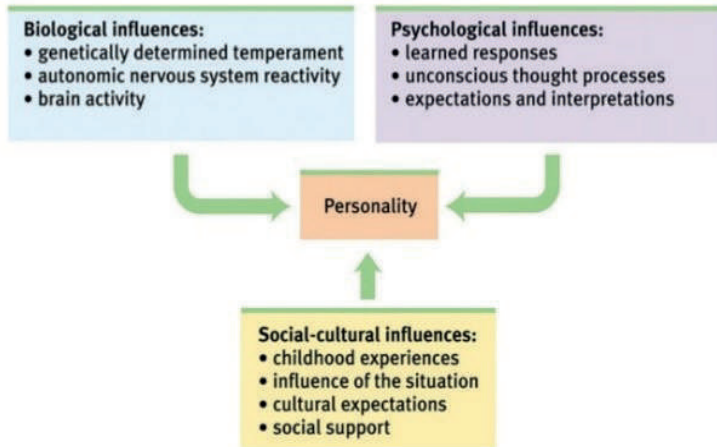 Biological influences:
• genetically determined temperament
• autonomic nervous system reactivity
• brain activity
Psychological influences:
• learned responses
• unconscious thought processes
• expectations and interpretations
Personality
Social-cultural influences:
• childhood experiences
• influence of the situation
• cultural expectations
• social support